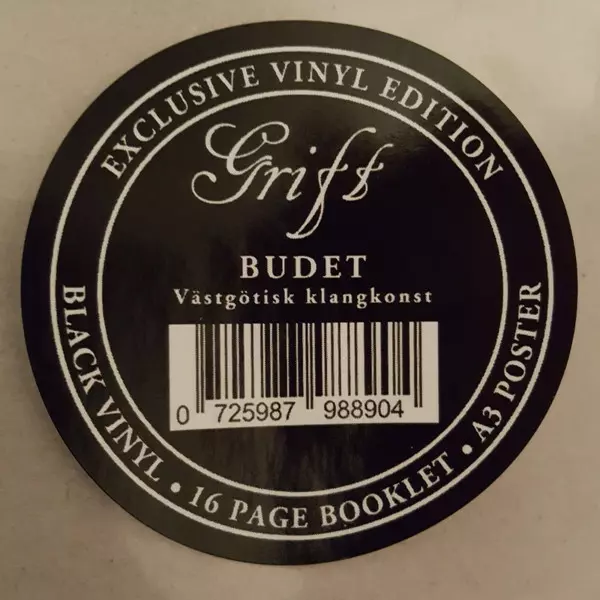 EXCLUSIVE VINYL EDITION
Grift
BUDET
Västgötisk klangkonst
0 725987 988904
BLACK VINYL • 16 PAGE BOOKLET • A3 POSTER